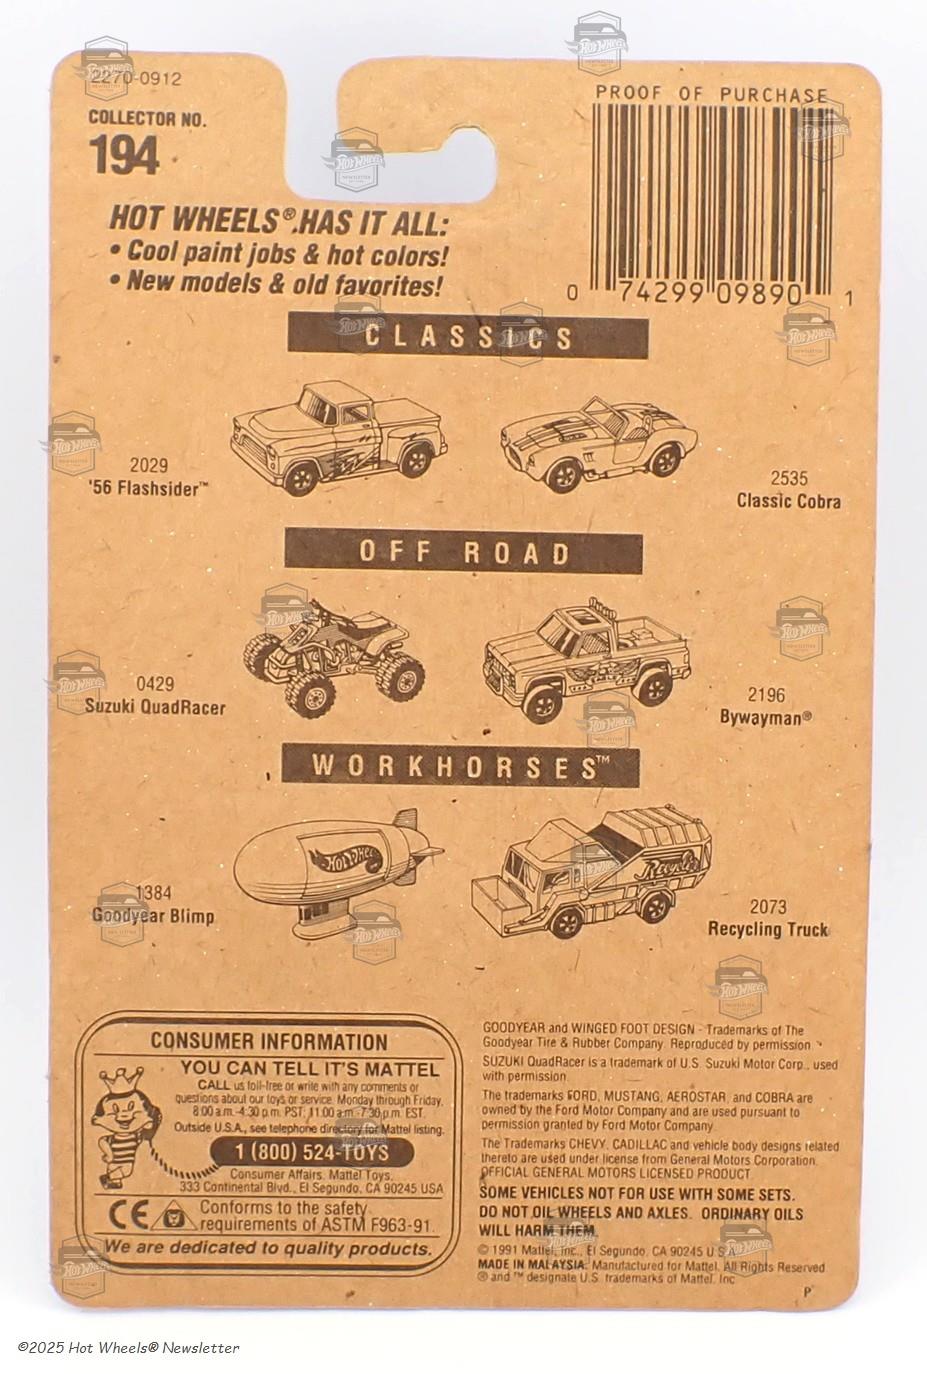 2270-0912
COLLECTOR NO.
194
HOT WHEELS® HAS IT ALL:
• Cool paint jobs & hot colors!
• New models & old favorites!
PROOF OF PURCHASE
0 74299 09890 1
CLASSICS
2029
'56 Flashsider™
2535
Classic Cobra
OFF ROAD
0429
Suzuki QuadRacer
2196
Bywayman®
WORKHORSES™
HOT WHEELS
1384
Goodyear Blimp
Recycler
2073
Recycling Truck
CONSUMER INFORMATION
YOU CAN TELL IT'S MATTEL
CALL us toll-free or write with any comments or
questions about our toys or service. Monday through Friday,
8:00 a.m.-4:30 p.m. PST; 11:00 a.m.-7:30 p.m. EST.
Outside U.S.A., see telephone directory for Mattel listing.
1 (800) 524-TOYS
Consumer Affairs, Mattel Toys,
333 Continental Blvd., El Segundo, CA 90245 USA
CE Conforms to the safety
requirements of ASTM F963-91.
We are dedicated to quality products.
GOODYEAR and WINGED FOOT DESIGN - Trademarks of The
Goodyear Tire & Rubber Company. Reproduced by permission.
SUZUKI QuadRacer is a trademark of U.S. Suzuki Motor Corp., used
with permission.
The trademarks FORD, MUSTANG, AEROSTAR, and COBRA are
owned by the Ford Motor Company and are used pursuant to
permission granted by Ford Motor Company.
The Trademarks CHEVY, CADILLAC and vehicle body designs related
thereto are used under license from General Motors Corporation.
OFFICIAL GENERAL MOTORS LICENSED PRODUCT
SOME VEHICLES NOT FOR USE WITH SOME SETS.
DO NOT OIL WHEELS AND AXLES. ORDINARY OILS
WILL HARM THEM.
© 1991 Mattel, Inc., El Segundo, CA 90245 U.S.A.
MADE IN MALAYSIA. Manufactured for Mattel. All Rights Reserved
® and ™ designate U.S. trademarks of Mattel, Inc.
P
©2025 Hot Wheels® Newsletter